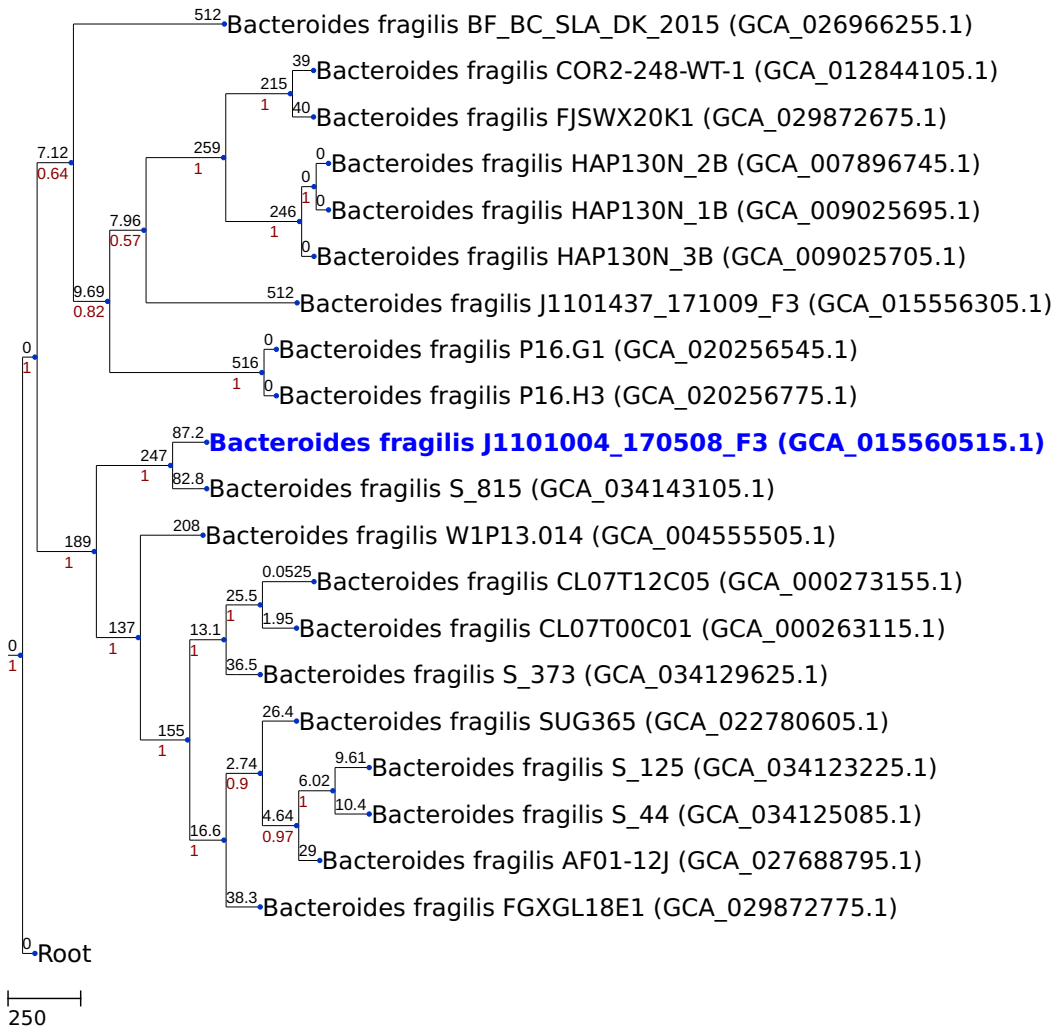 512
Bacteroides fragilis BF_BC_SLA_DK_2015 (GCA_026966255.1)
39
Bacteroides fragilis COR2-248-WT-1 (GCA_012844105.1)
215
1
40
Bacteroides fragilis FJSWX20K1 (GCA_029872675.1)
7.12
0.64
259
1
0
Bacteroides fragilis HAP130N_2B (GCA_007896745.1)
0
1
0
Bacteroides fragilis HAP130N_1B (GCA_009025695.1)
246
1
7.96
0.57
0
Bacteroides fragilis HAP130N_3B (GCA_009025705.1)
9.69
0.82
512
Bacteroides fragilis J1101437_171009_F3 (GCA_015556305.1)
0
1
0
Bacteroides fragilis P16.G1 (GCA_020256545.1)
516
1
0
Bacteroides fragilis P16.H3 (GCA_020256775.1)
87.2
Bacteroides fragilis J1101004_170508_F3 (GCA_015560515.1)
247
1
82.8
Bacteroides fragilis S_815 (GCA_034143105.1)
189
1
208
Bacteroides fragilis W1P13.014 (GCA_004555505.1)
0.0525
Bacteroides fragilis CL07T12C05 (GCA_000273155.1)
25.5
1
1.95
Bacteroides fragilis CL07T00C01 (GCA_000263115.1)
137
1
13.1
1
0
1
36.5
Bacteroides fragilis S_373 (GCA_034129625.1)
26.4
Bacteroides fragilis SUG365 (GCA_022780605.1)
155
1
2.74
0.9
9.61
Bacteroides fragilis S_125 (GCA_034123225.1)
6.02
1
10.4
Bacteroides fragilis S_44 (GCA_034125085.1)
4.64
0.97
16.6
1
29
Bacteroides fragilis AF01-12J (GCA_027688795.1)
38.3
Bacteroides fragilis FGXGL18E1 (GCA_029872775.1)
0
Root
250